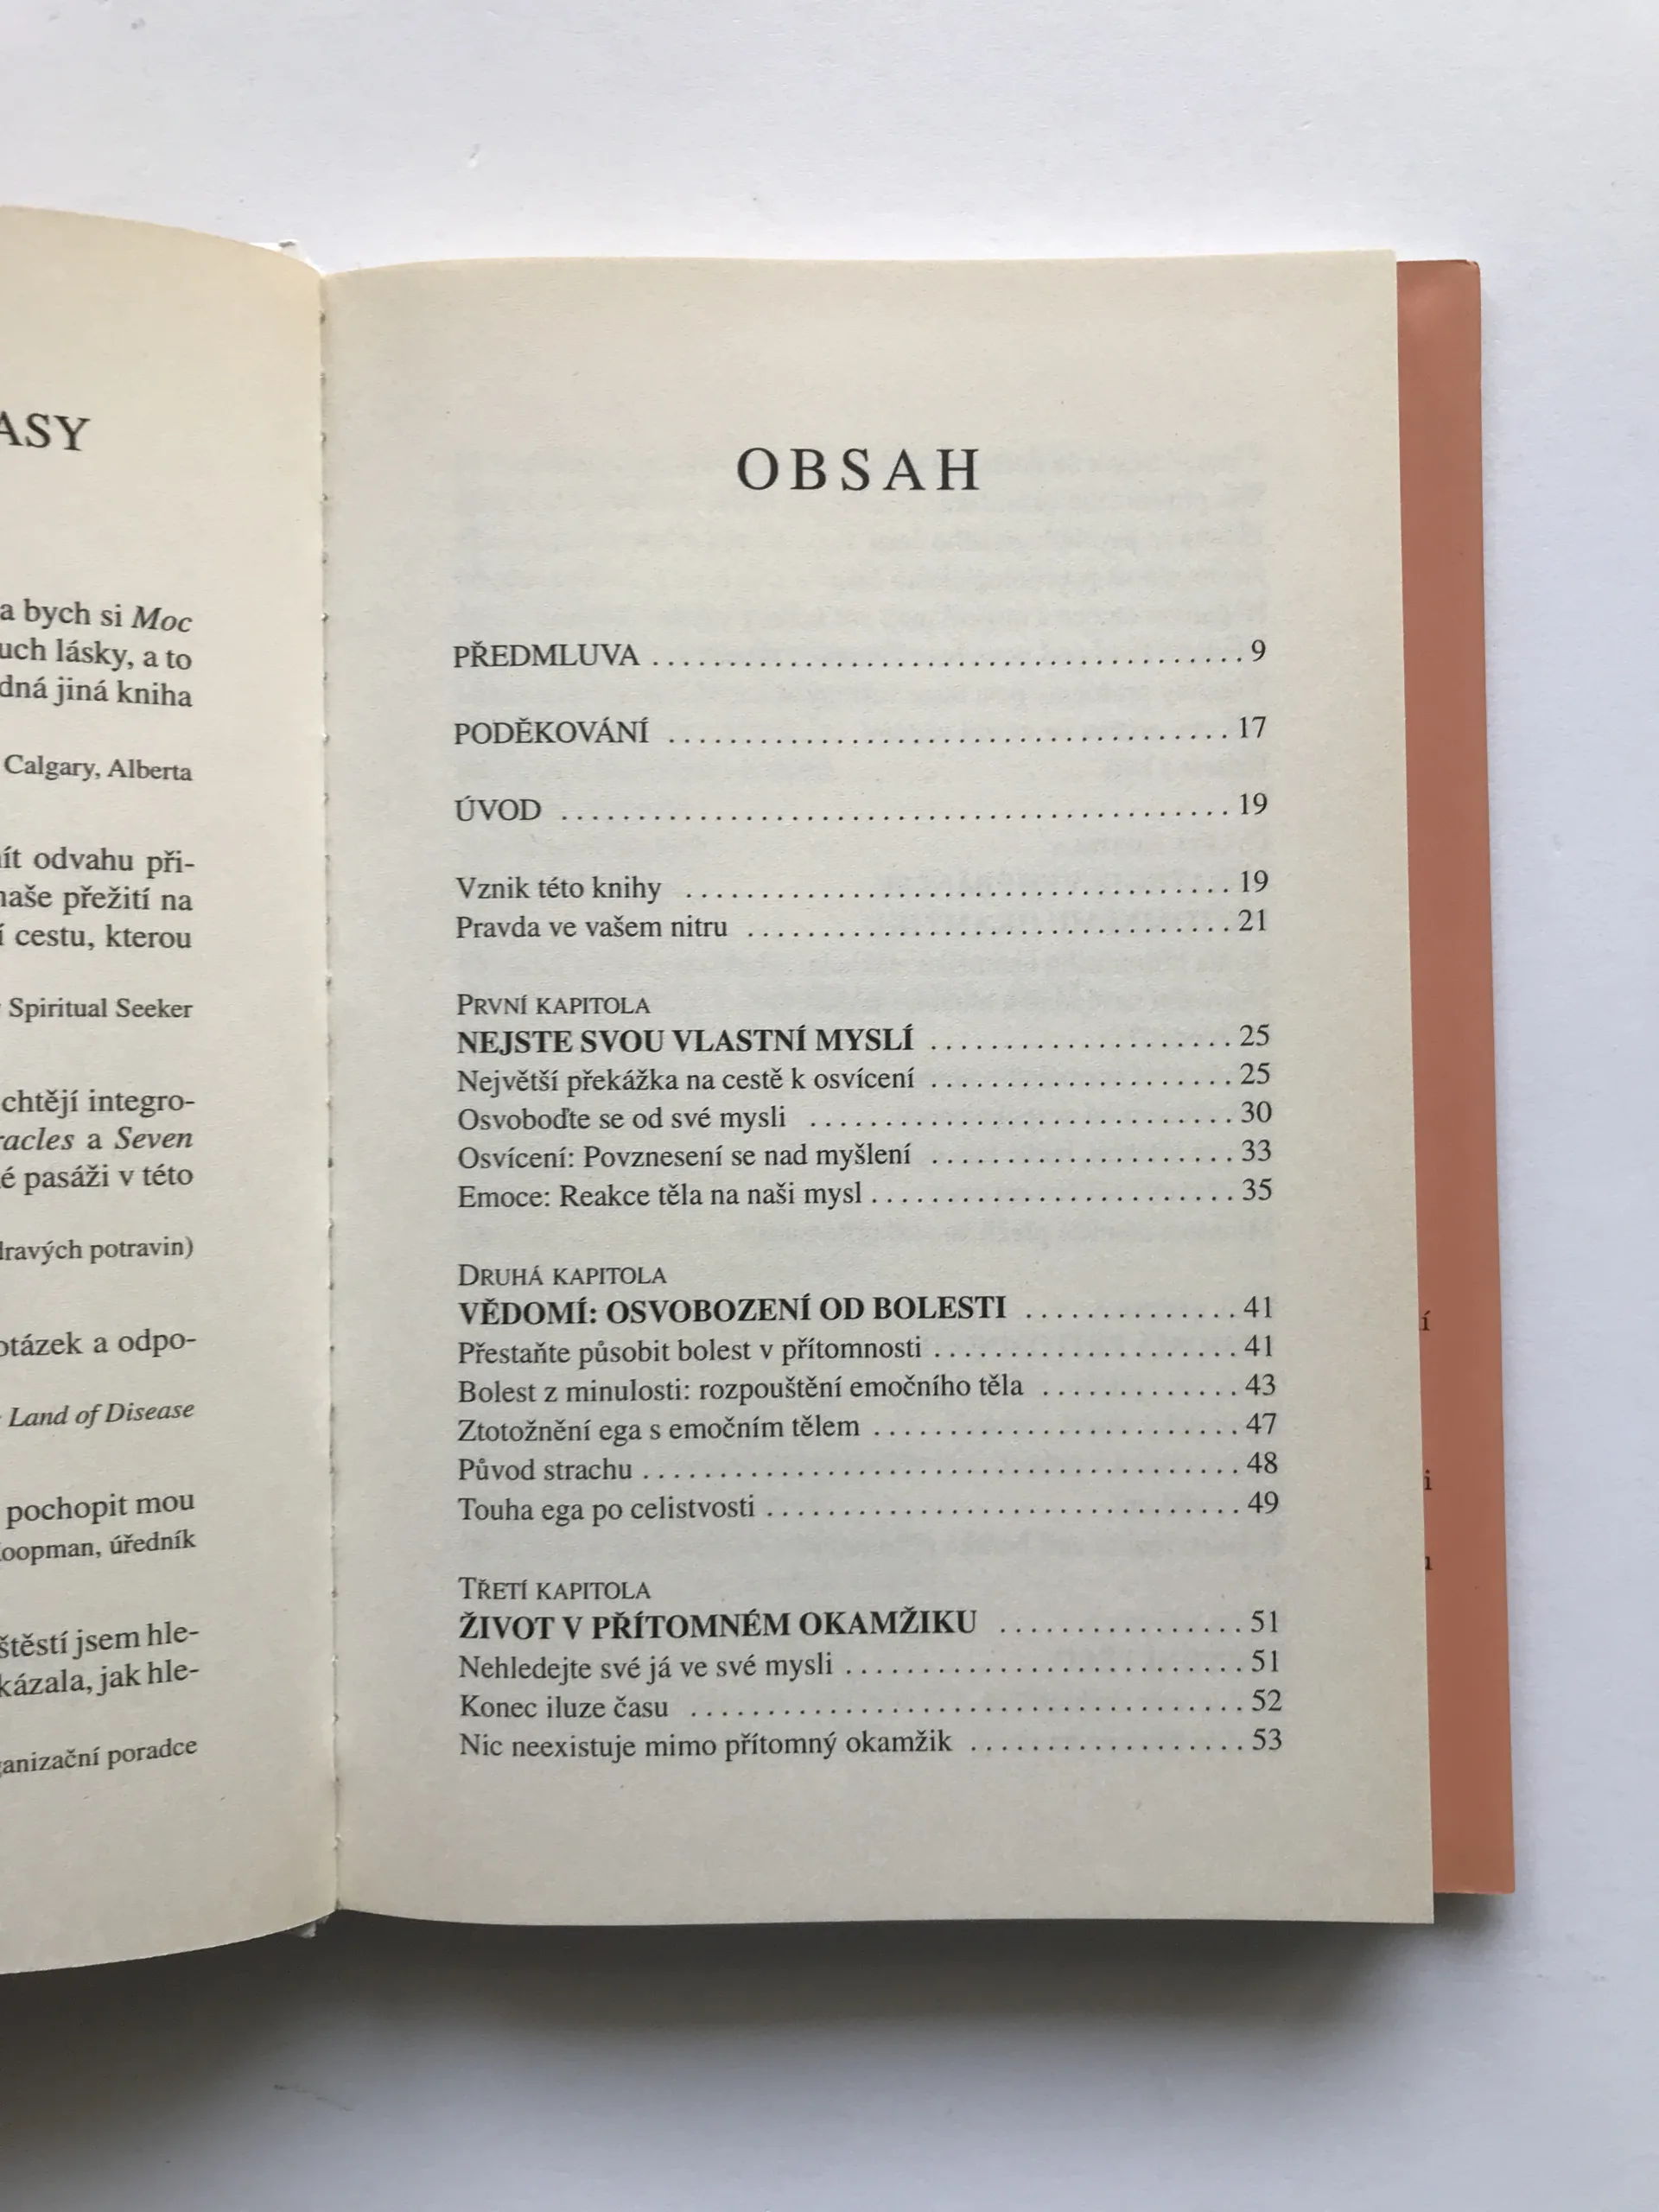 ASY
a bych si Moc
uch lásky, a to
dná jiná kniha
Calgary, Alberta
ít odvahu při-
naše přežití na
í cestu, kterou
Spiritual Seeker
chtějí integro-
racles a Seven
é pasáži v této
dravých potravin)
otázek a odpo-
Land of Disease
pochopit mou
oopman, úředník
štěstí jsem hle-
kázala, jak hle-
ganizační poradce
OBSAH
PŘEDMLUVA ........................................ 9
PODĚKOVÁNÍ ..................................... 17
ÚVOD ............................................ 19
Vznik této knihy .................................... 19
Pravda ve vašem nitru ................................ 21
PRVNÍ KAPITOLA
NEJSTE SVOU VLASTNÍ MYSLÍ .................... 25
Největší překážka na cestě k osvícení .................... 25
Osvoboďte se od své mysli ............................ 30
Osvícení: Povznesení se nad myšlení .................... 33
Emoce: Reakce těla na naši mysl ........................ 35
DRUHÁ KAPITOLA
VĚDOMÍ: OSVOBOZENÍ OD BOLESTI .............. 41
Přestaňte působit bolest v přítomnosti .................... 41
Bolest z minulosti: rozpouštění emočního těla ............. 43
Ztotožnění ega s emočním tělem ........................ 47
Původ strachu ....................................... 48
Touha ega po celistvosti ............................... 49
TŘETÍ KAPITOLA
ŽIVOT V PŘÍTOMNÉM OKAMŽIKU ................ 51
Nehledejte své já ve své mysli .......................... 51
Konec iluze času .................................... 52
Nic neexistuje mimo přítomný okamžik .................. 53
í
i